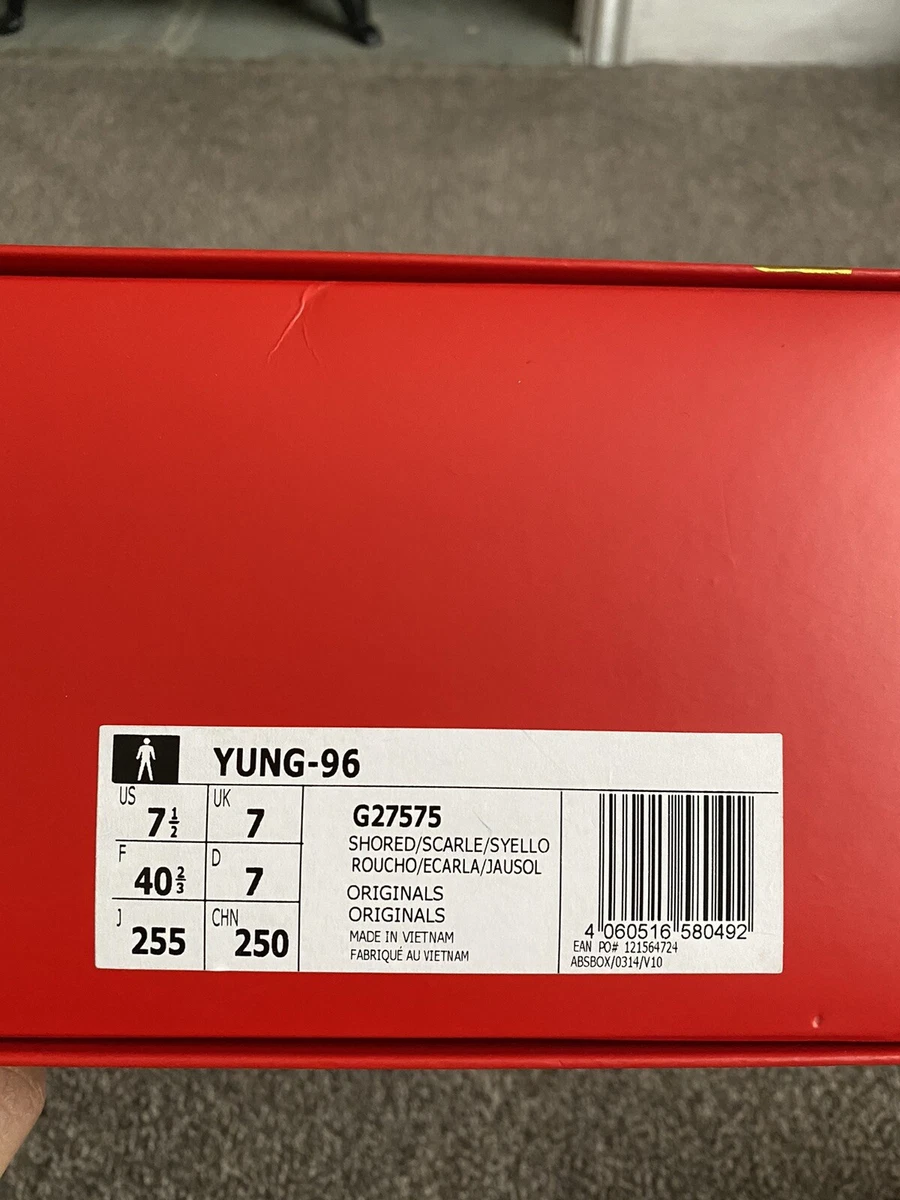 YUNG-96
US 7½ UK 7
F 40⅔ D 7
J 255 CHN 250
G27575
SHORED/SCARLE/SYELLO
ROUCHO/ECARLA/JAUSOL
ORIGINALS
ORIGINALS
MADE IN VIETNAM
FABRIQUÉ AU VIETNAM
4 060516 580492
EAN PO# 121564724
ABSBOX/0314/V10